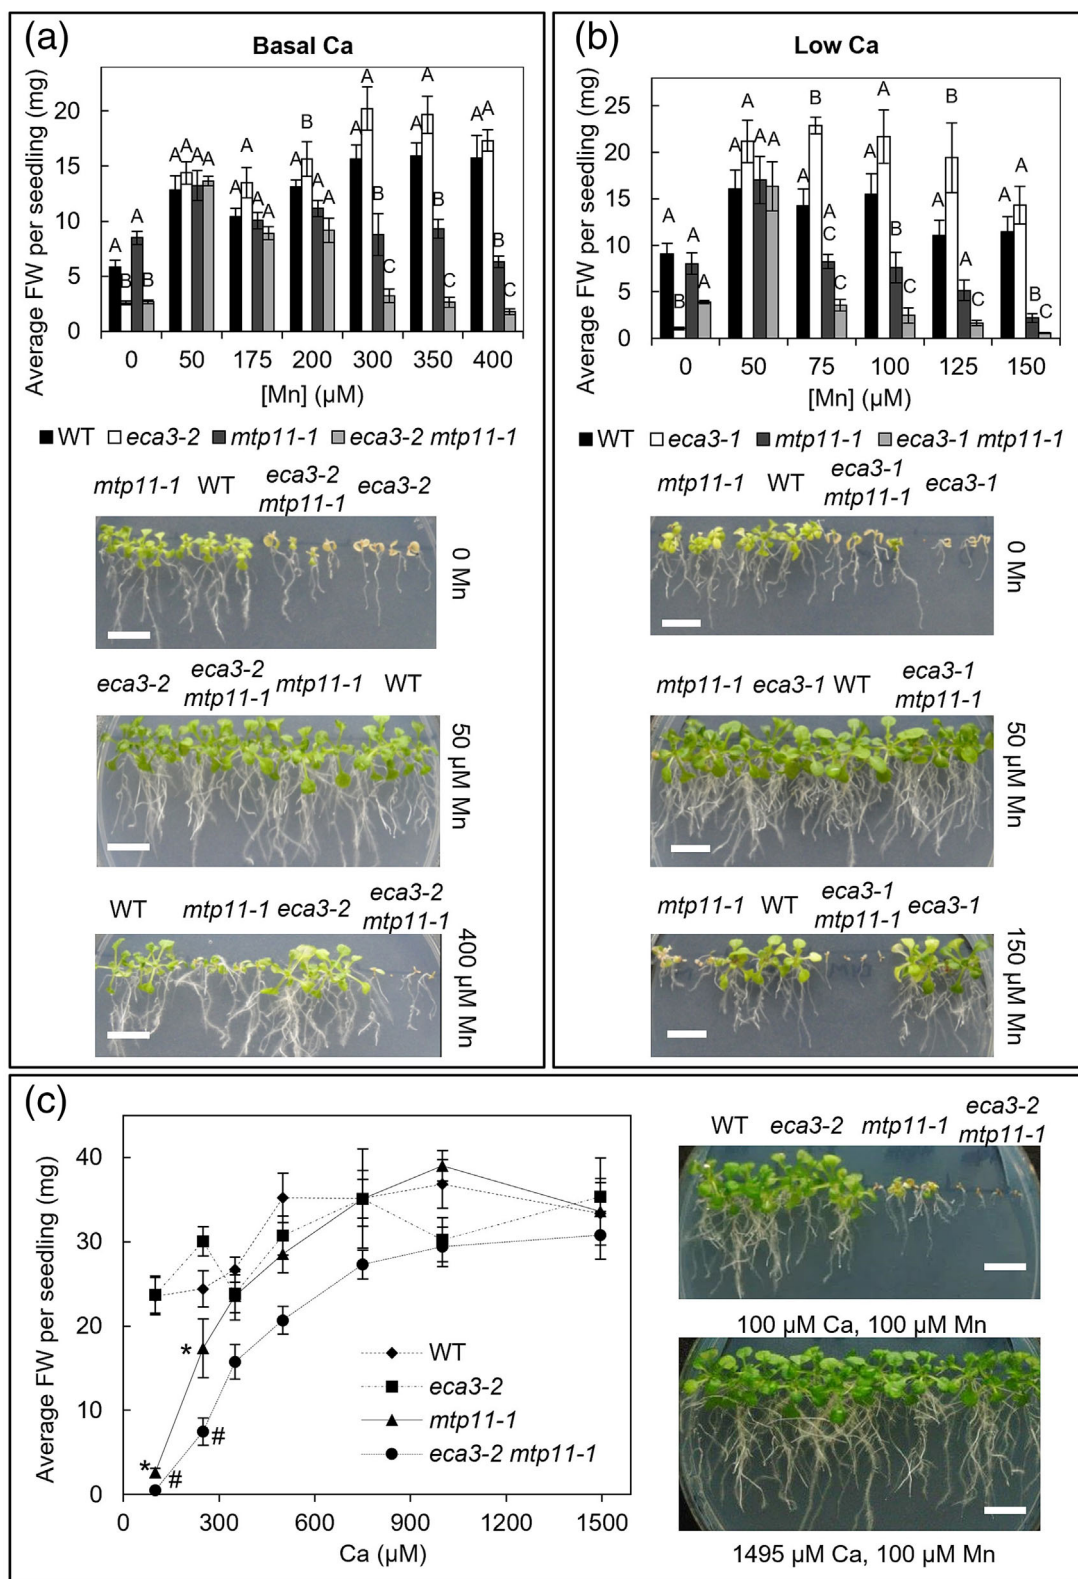 (a)
Basal Ca
Average FW per seedling (mg)
20
15
10
5
0
A B A B
A A A A
A A A A
A B A A
A A B C
A A B C
A A B C
0 50 175 200 300 350 400
[Mn] (µM)
WT eca3-2 mtp11-1 eca3-2 mtp11-1
mtp11-1 WT eca3-2 mtp11-1 eca3-2
0 Mn
eca3-2 eca3-2 mtp11-1 mtp11-1 WT
50 µM Mn
WT mtp11-1 eca3-2 eca3-2 mtp11-1
400 µM Mn
(b)
Low Ca
Average FW per seedling (mg)
25
20
15
10
5
0
A B A A
A A A A
A B A C C
A A B C
A B A C
A A B C
0 50 75 100 125 150
[Mn] (µM)
WT eca3-1 mtp11-1 eca3-1 mtp11-1
mtp11-1 WT eca3-1 mtp11-1 eca3-1
0 Mn
mtp11-1 eca3-1 WT eca3-1 mtp11-1
50 µM Mn
mtp11-1 WT eca3-1 mtp11-1 eca3-1
150 µM Mn
(c)
Average FW per seedling (mg)
40
30
20
10
0
* #
* #
WT
eca3-2
mtp11-1
eca3-2 mtp11-1
0 300 600 900 1200 1500
Ca (µM)
WT eca3-2 mtp11-1 eca3-2 mtp11-1
100 µM Ca, 100 µM Mn
1495 µM Ca, 100 µM Mn